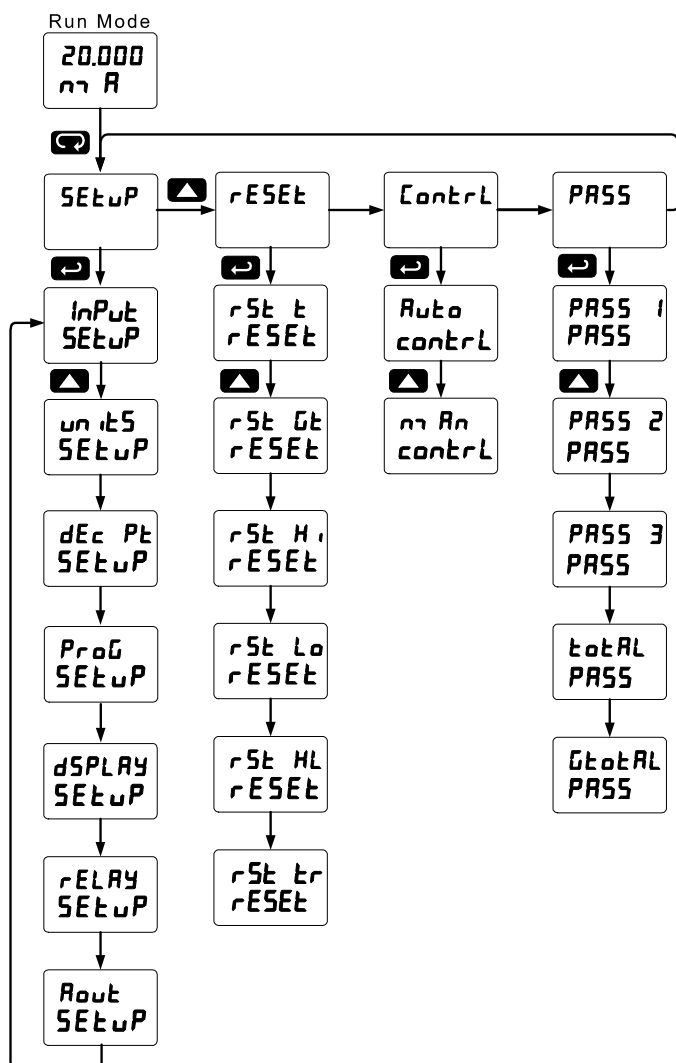 Run Mode
20.000
mA
SEtuP
rESEt
ContrL
PASS
InPut
SEtuP
rSt t
rESEt
Auto
contrL
PASS 1
PASS
unitS
SEtuP
rSt Gt
rESEt
mAn
contrL
PASS 2
PASS
dEc Pt
SEtuP
rSt Hi
rESEt
PASS 3
PASS
ProG
SEtuP
rSt Lo
rESEt
totAL
PASS
dSPLAY
SEtuP
rSt HL
rESEt
GtotAL
PASS
rELAY
SEtuP
rSt tr
rESEt
Aout
SEtuP